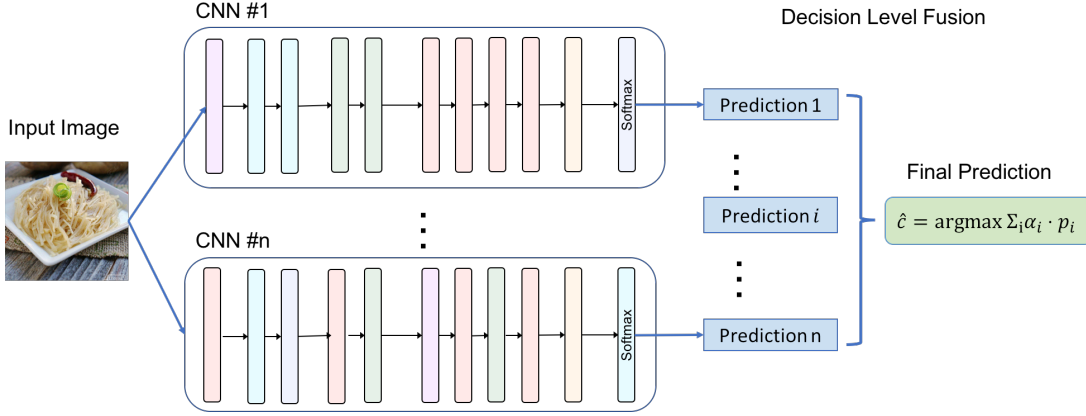 CNN #1
Decision Level Fusion
Softmax
Prediction 1
Input Image
Final Prediction
Prediction i
ĉ = argmax Σᵢαᵢ · pᵢ
CNN #n
Softmax
Prediction n